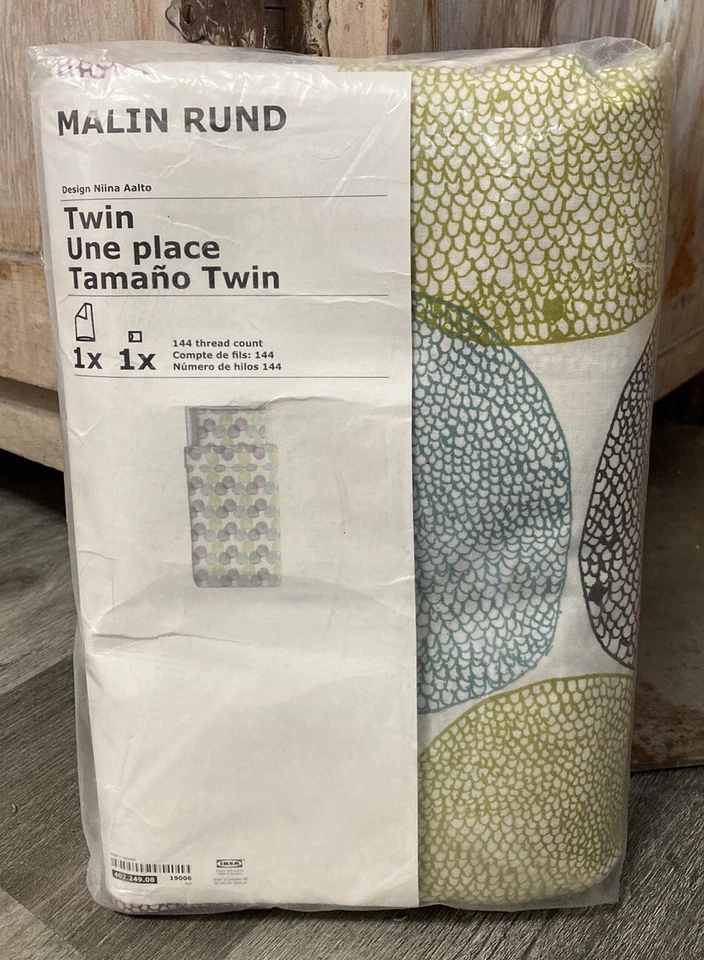 MALIN RUND
Design Niina Aalto
Twin
Une place
Tamaño Twin
1x 1x
144 thread count
Compte de fils: 144
Número de hilos 144
402.249.08 19006
IKEA